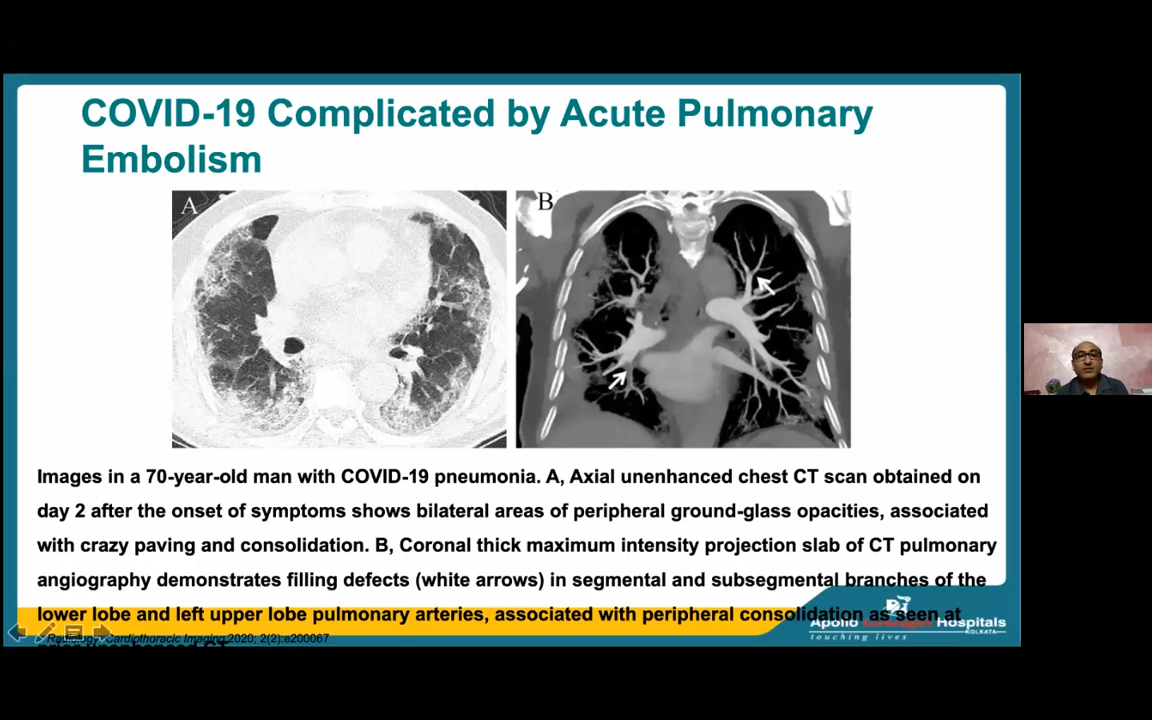 COVID-19 Complicated by Acute Pulmonary
Embolism
A
B
Images in a 70-year-old man with COVID-19 pneumonia. A, Axial unenhanced chest CT scan obtained on
day 2 after the onset of symptoms shows bilateral areas of peripheral ground-glass opacities, associated
with crazy paving and consolidation. B, Coronal thick maximum intensity projection slab of CT pulmonary
angiography demonstrates filling defects (white arrows) in segmental and subsegmental branches of the
lower lobe and left upper lobe pulmonary arteries, associated with peripheral consolidation as seen at
Radiology: Cardiothoracic Imaging 2020; 2(2):e200067
Apollo Gleneagles Hospitals
KOLKATA
touching lives